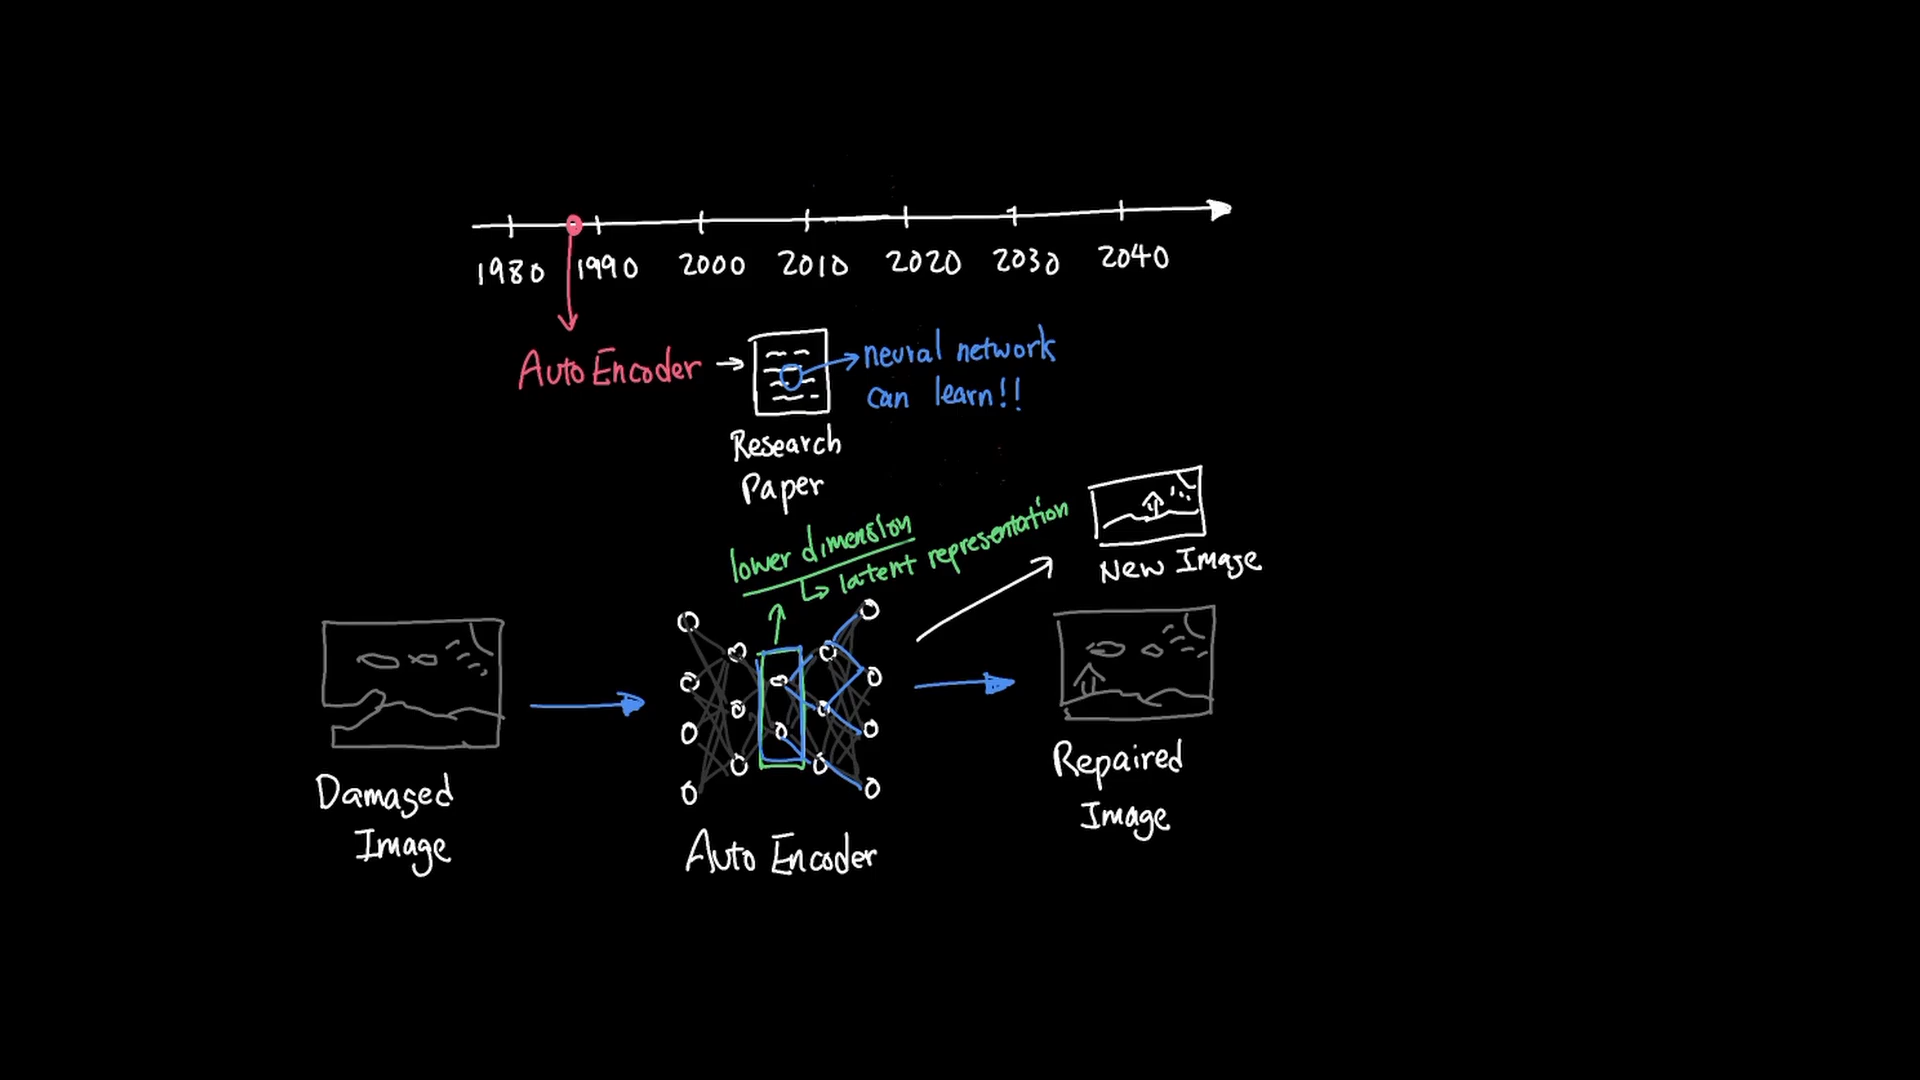 1980 1990 2000 2010 2020 2030 2040
Auto Encoder
neural network
can learn!!
Research
Paper
lower dimension
latent representation
New Image
Damaged
Image
Auto Encoder
Repaired
Image